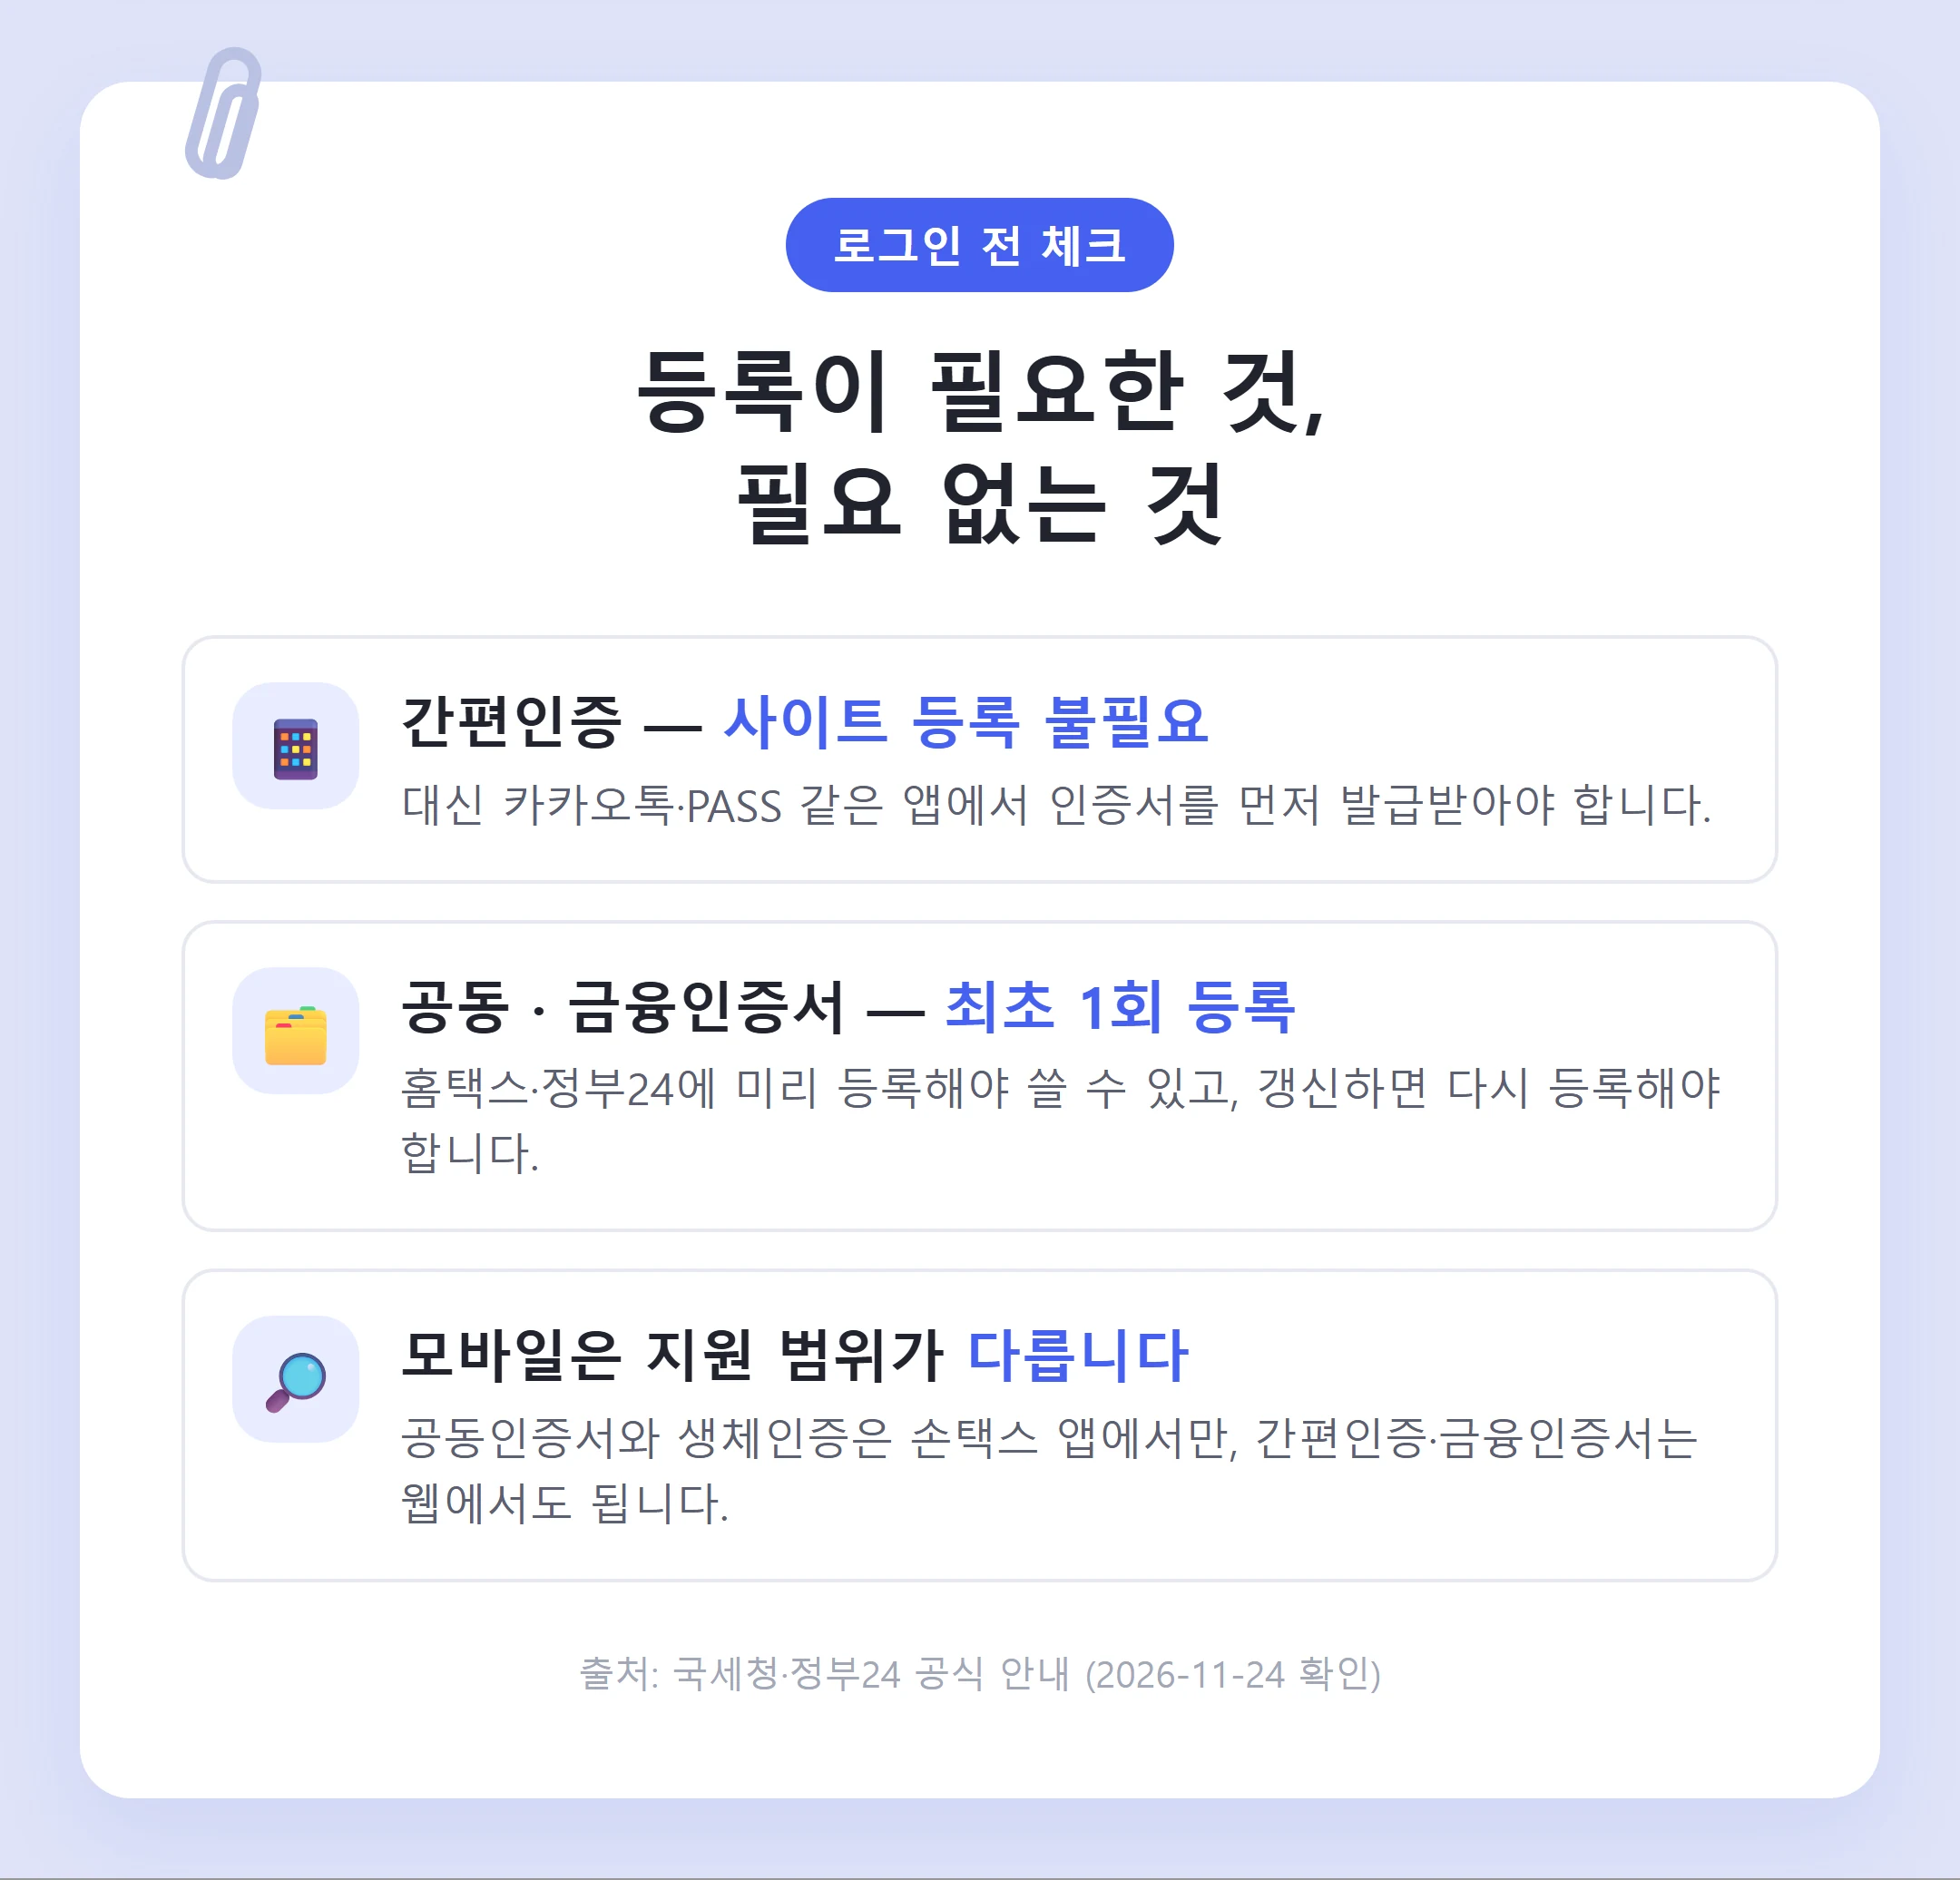 로그인 전 체크
등록이 필요한 것,
필요 없는 것
간편인증 — 사이트 등록 불필요
대신 카카오톡·PASS 같은 앱에서 인증서를 먼저 발급받아야 합니다.
공동 · 금융인증서 — 최초 1회 등록
홈택스·정부24에 미리 등록해야 쓸 수 있고, 갱신하면 다시 등록해야
합니다.
모바일은 지원 범위가 다릅니다
공동인증서와 생체인증은 손택스 앱에서만, 간편인증·금융인증서는
웹에서도 됩니다.
출처: 국세청·정부24 공식 안내 (2026-11-24 확인)